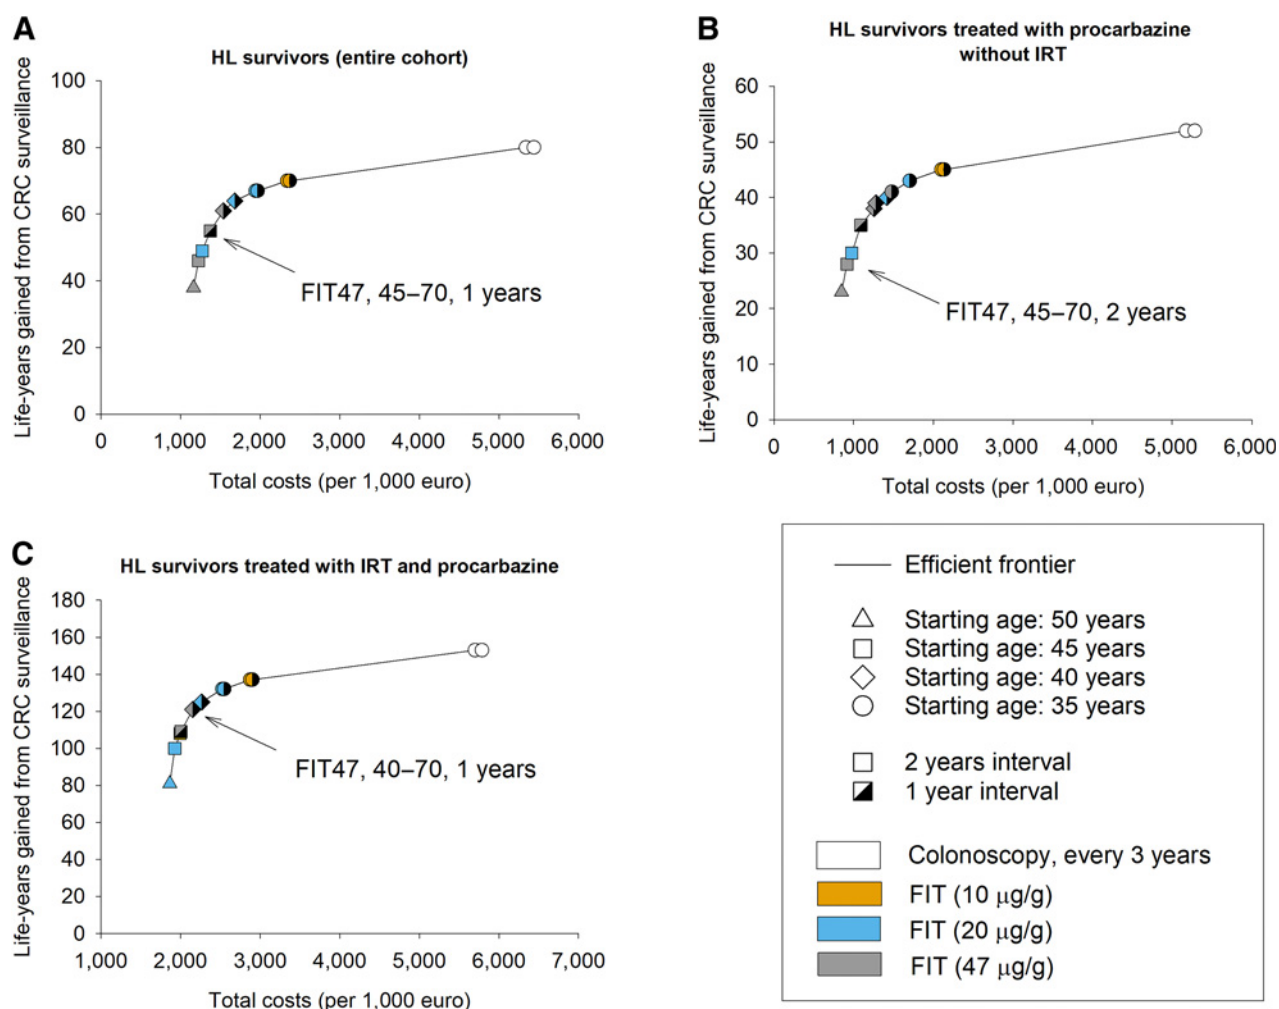 A
HL survivors (entire cohort)
Life-years gained from CRC surveillance
100
80
60
40
20
0
FIT47, 45–70, 1 years
0 1,000 2,000 3,000 4,000 5,000 6,000
Total costs (per 1,000 euro)
B
HL survivors treated with procarbazine
without IRT
Life-years gained from CRC surveillance
60
50
40
30
20
10
0
FIT47, 45–70, 2 years
0 1,000 2,000 3,000 4,000 5,000 6,000
Total costs (per 1,000 euro)
C
HL survivors treated with IRT and procarbazine
Life-years gained from CRC surveillance
180
160
140
120
100
80
60
40
20
0
FIT47, 40–70, 1 years
1,000 2,000 3,000 4,000 5,000 6,000 7,000
Total costs (per 1,000 euro)
Efficient frontier
Starting age: 50 years
Starting age: 45 years
Starting age: 40 years
Starting age: 35 years
2 years interval
1 year interval
Colonoscopy, every 3 years
FIT (10 μg/g)
FIT (20 μg/g)
FIT (47 μg/g)